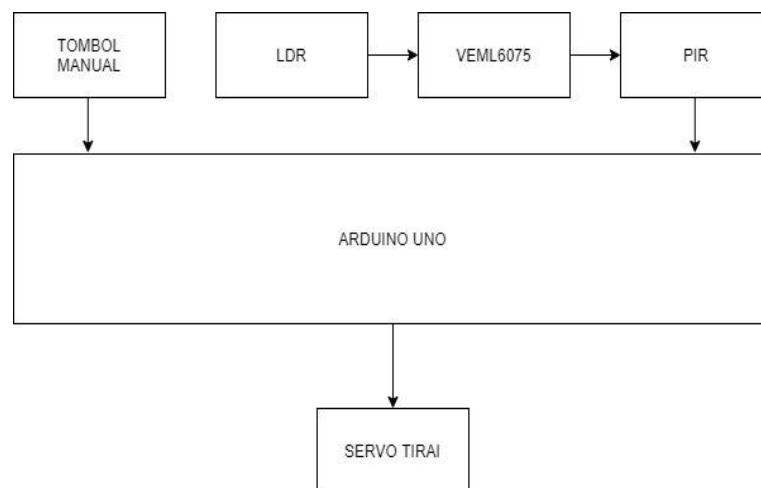 TOMBOL
MANUAL
LDR
VEML6075
PIR
ARDUINO UNO
SERVO TIRAI